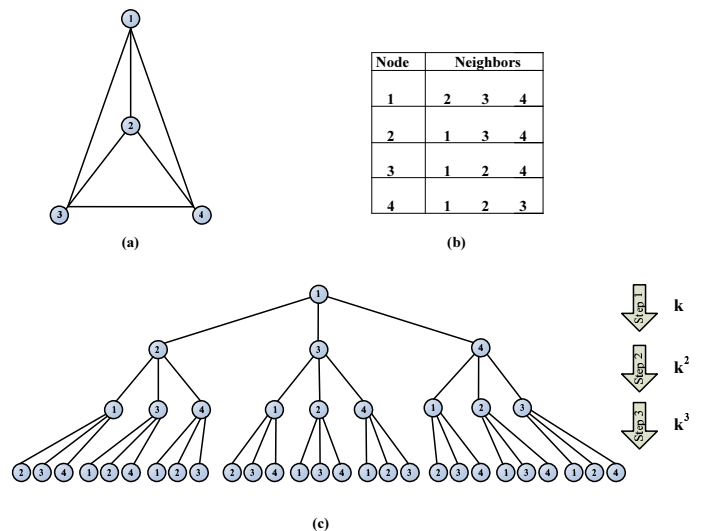 1
2
3 4
(a)
Node Neighbors
1 2 3 4
2 1 3 4
3 1 2 4
4 1 2 3
(b)
1
Step 1 k
2 3 4
Step 2 k²
1 3 4 1 2 4 1 2 3
Step 3 k³
2 3 4 1 2 4 1 2 3 2 3 4 1 3 4 1 2 3 2 3 4 1 3 4 1 2 4
(c)